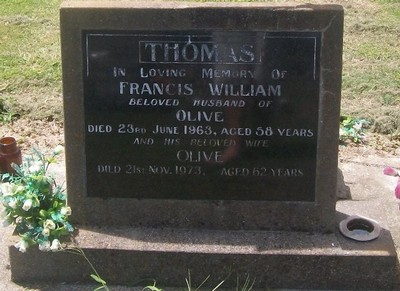 THOMAS
IN LOVING MEMORY OF
FRANCIS WILLIAM
BELOVED HUSBAND OF
OLIVE
DIED 23RD JUNE 1963, AGED 58 YEARS
AND HIS BELOVED WIFE
OLIVE
DIED 21ST NOV. 1973. AGED 62 YEARS